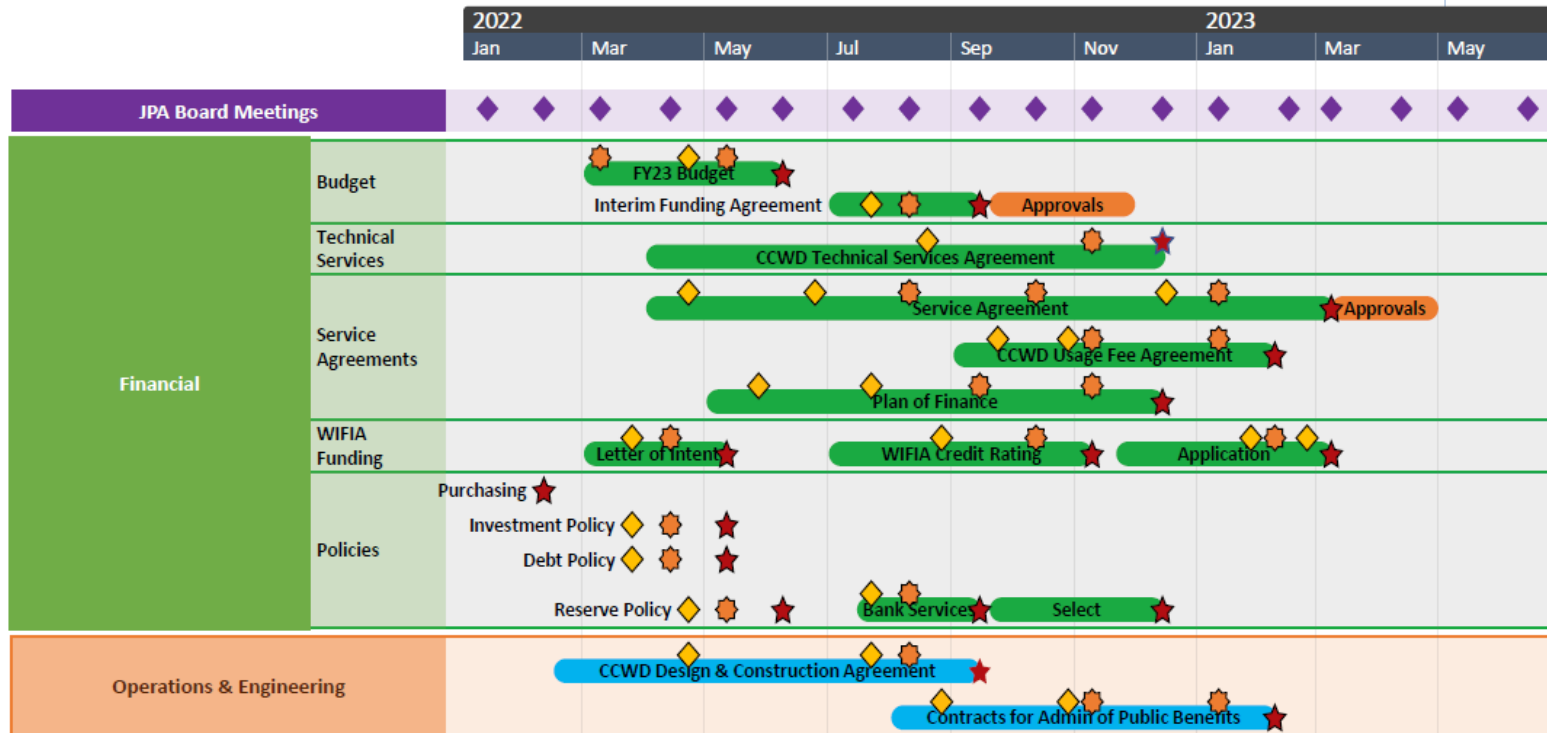 2022 2023
Jan Mar May Jul Sep Nov Jan Mar May
JPA Board Meetings
Financial
Budget
FY23 Budget
Interim Funding Agreement Approvals
Technical
Services
CCWD Technical Services Agreement
Service
Agreements
Service Agreement Approvals
CCWD Usage Fee Agreement
Plan of Finance
WIFIA
Funding
Letter of Intent WIFIA Credit Rating Application
Policies
Purchasing
Investment Policy
Debt Policy
Reserve Policy Bank Services Select
Operations & Engineering
CCWD Design & Construction Agreement
Contracts for Admin of Public Benefits